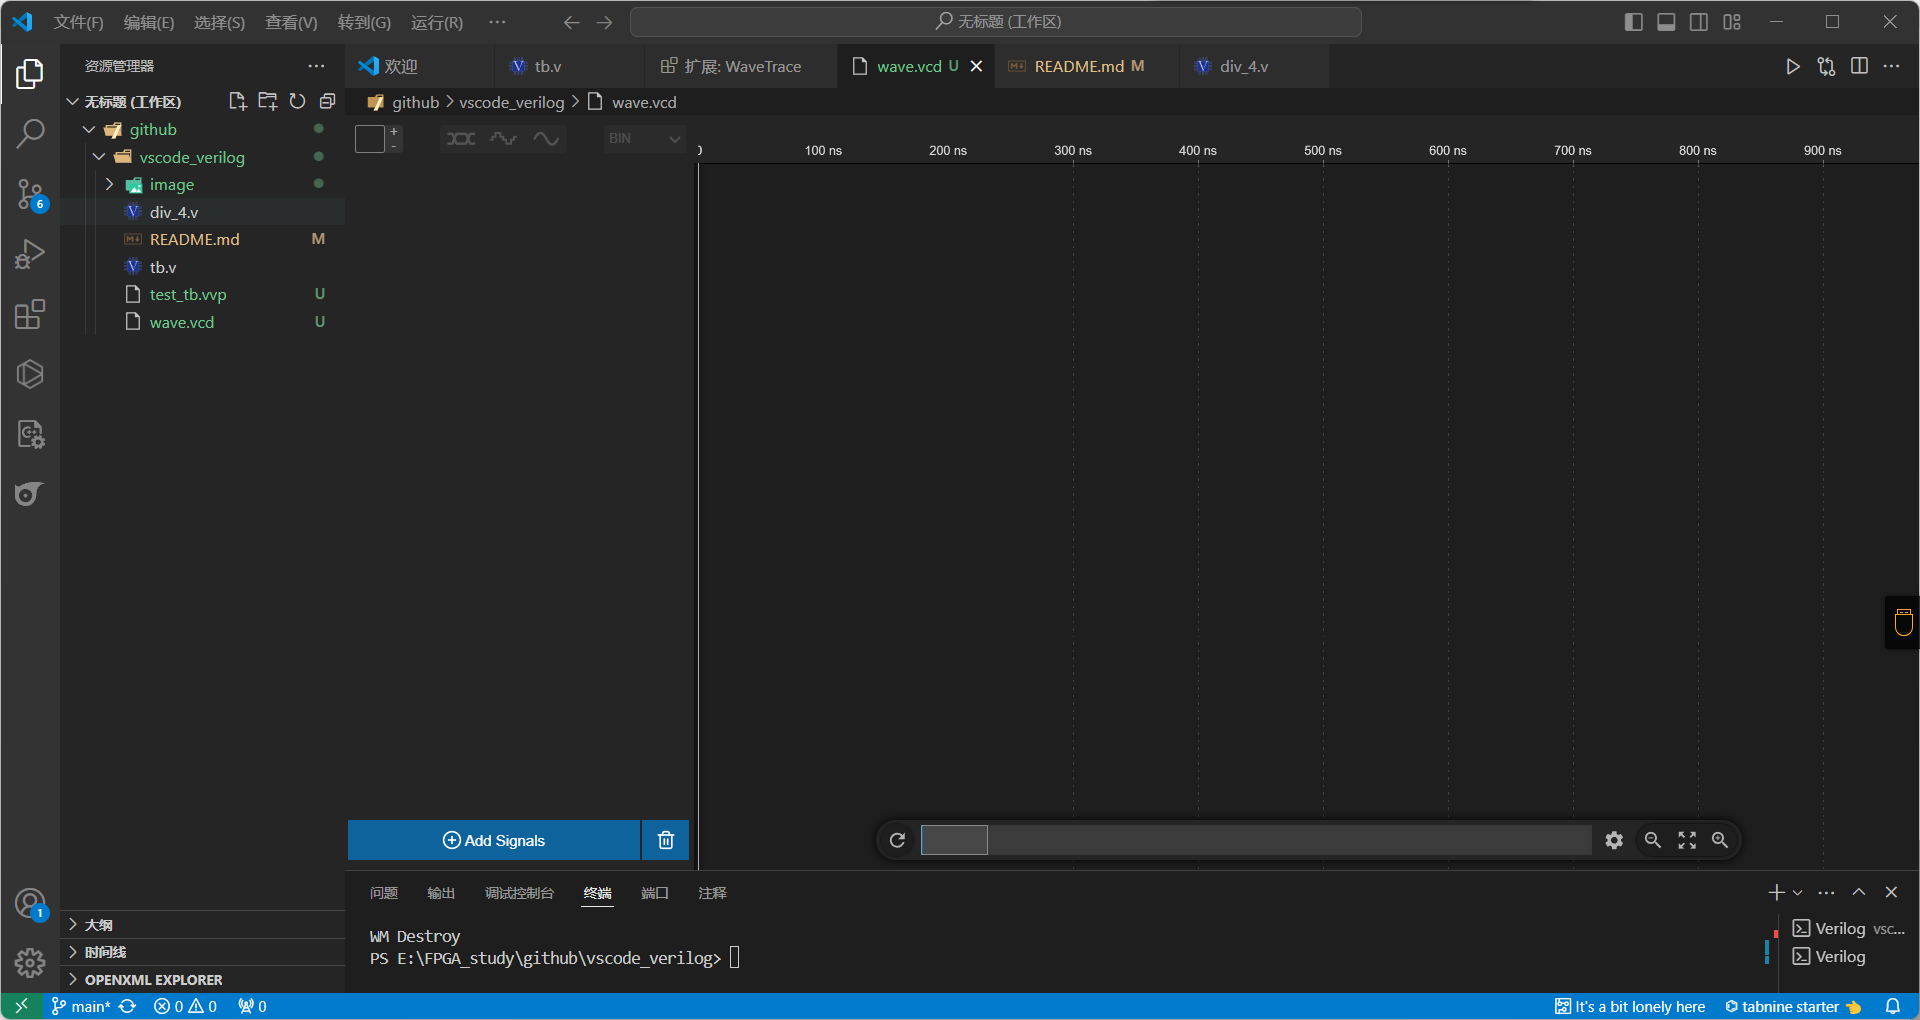 文件(F) 编辑(E) 选择(S) 查看(V) 转到(G) 运行(R) ··· 无标题 (工作区)
资源管理器
欢迎 tb.v 扩展: WaveTrace wave.vcd U README.md M div_4.v
无标题 (工作区)
github > vscode_verilog > wave.vcd
github
vscode_verilog
image
div_4.v
README.md M
tb.v
test_tb.vvp U
wave.vcd U
6
+
-
BIN
0 100 ns 200 ns 300 ns 400 ns 500 ns 600 ns 700 ns 800 ns 900 ns
Add Signals
问题 输出 调试控制台 终端 端口 注释
WM Destroy
PS E:\FPGA_study\github\vscode_verilog>
Verilog vsc...
Verilog
1
大纲
时间线
OPENXML EXPLORER
main* 0 0 0 It's a bit lonely here tabnine starter